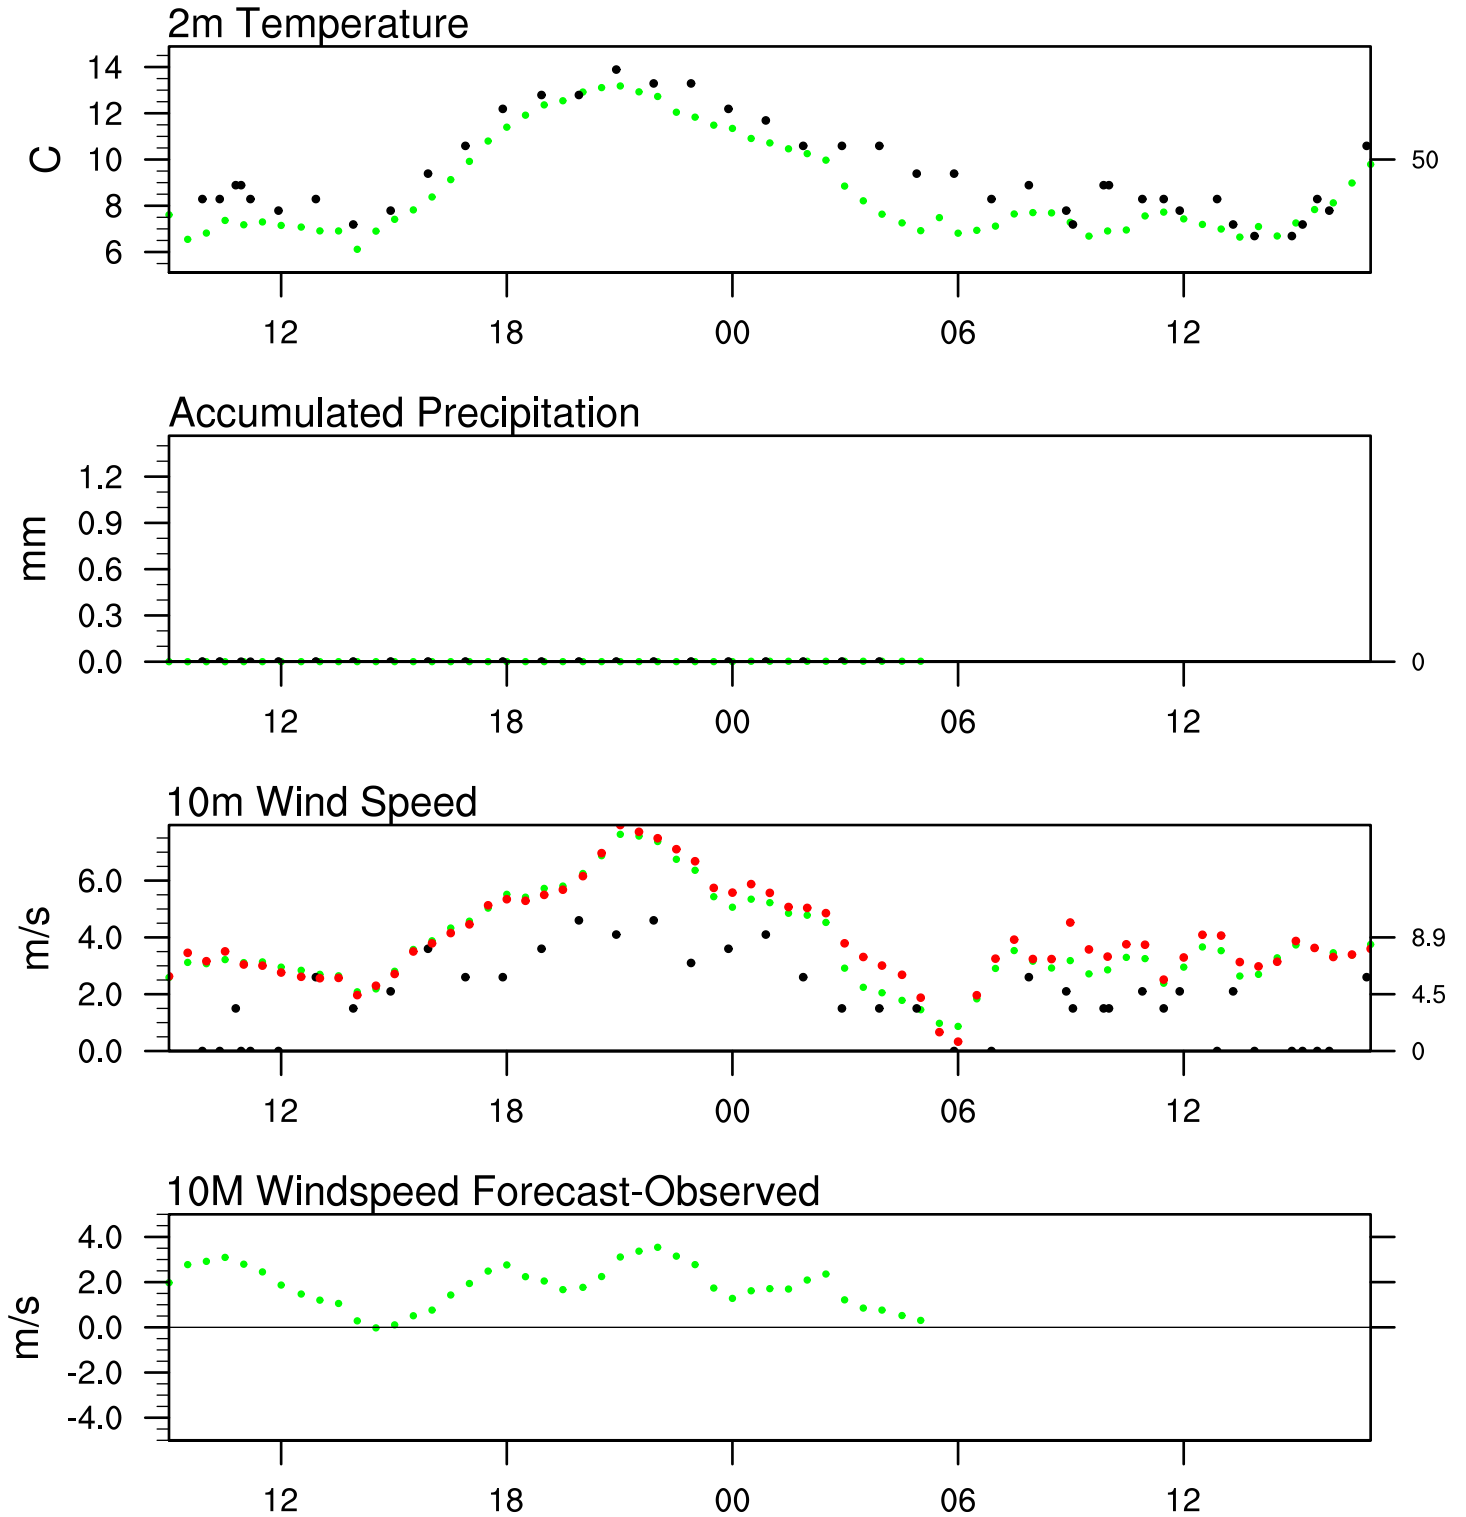 2m Temperature
14
12
10
8
6
C
50
12 18 00 06 12
Accumulated Precipitation
1.2
0.9
0.6
0.3
0.0
mm
0
12 18 00 06 12
10m Wind Speed
6.0
4.0
2.0
0.0
m/s
8.9
4.5
0
12 18 00 06 12
10M Windspeed Forecast-Observed
4.0
2.0
0.0
-2.0
-4.0
m/s
12 18 00 06 12